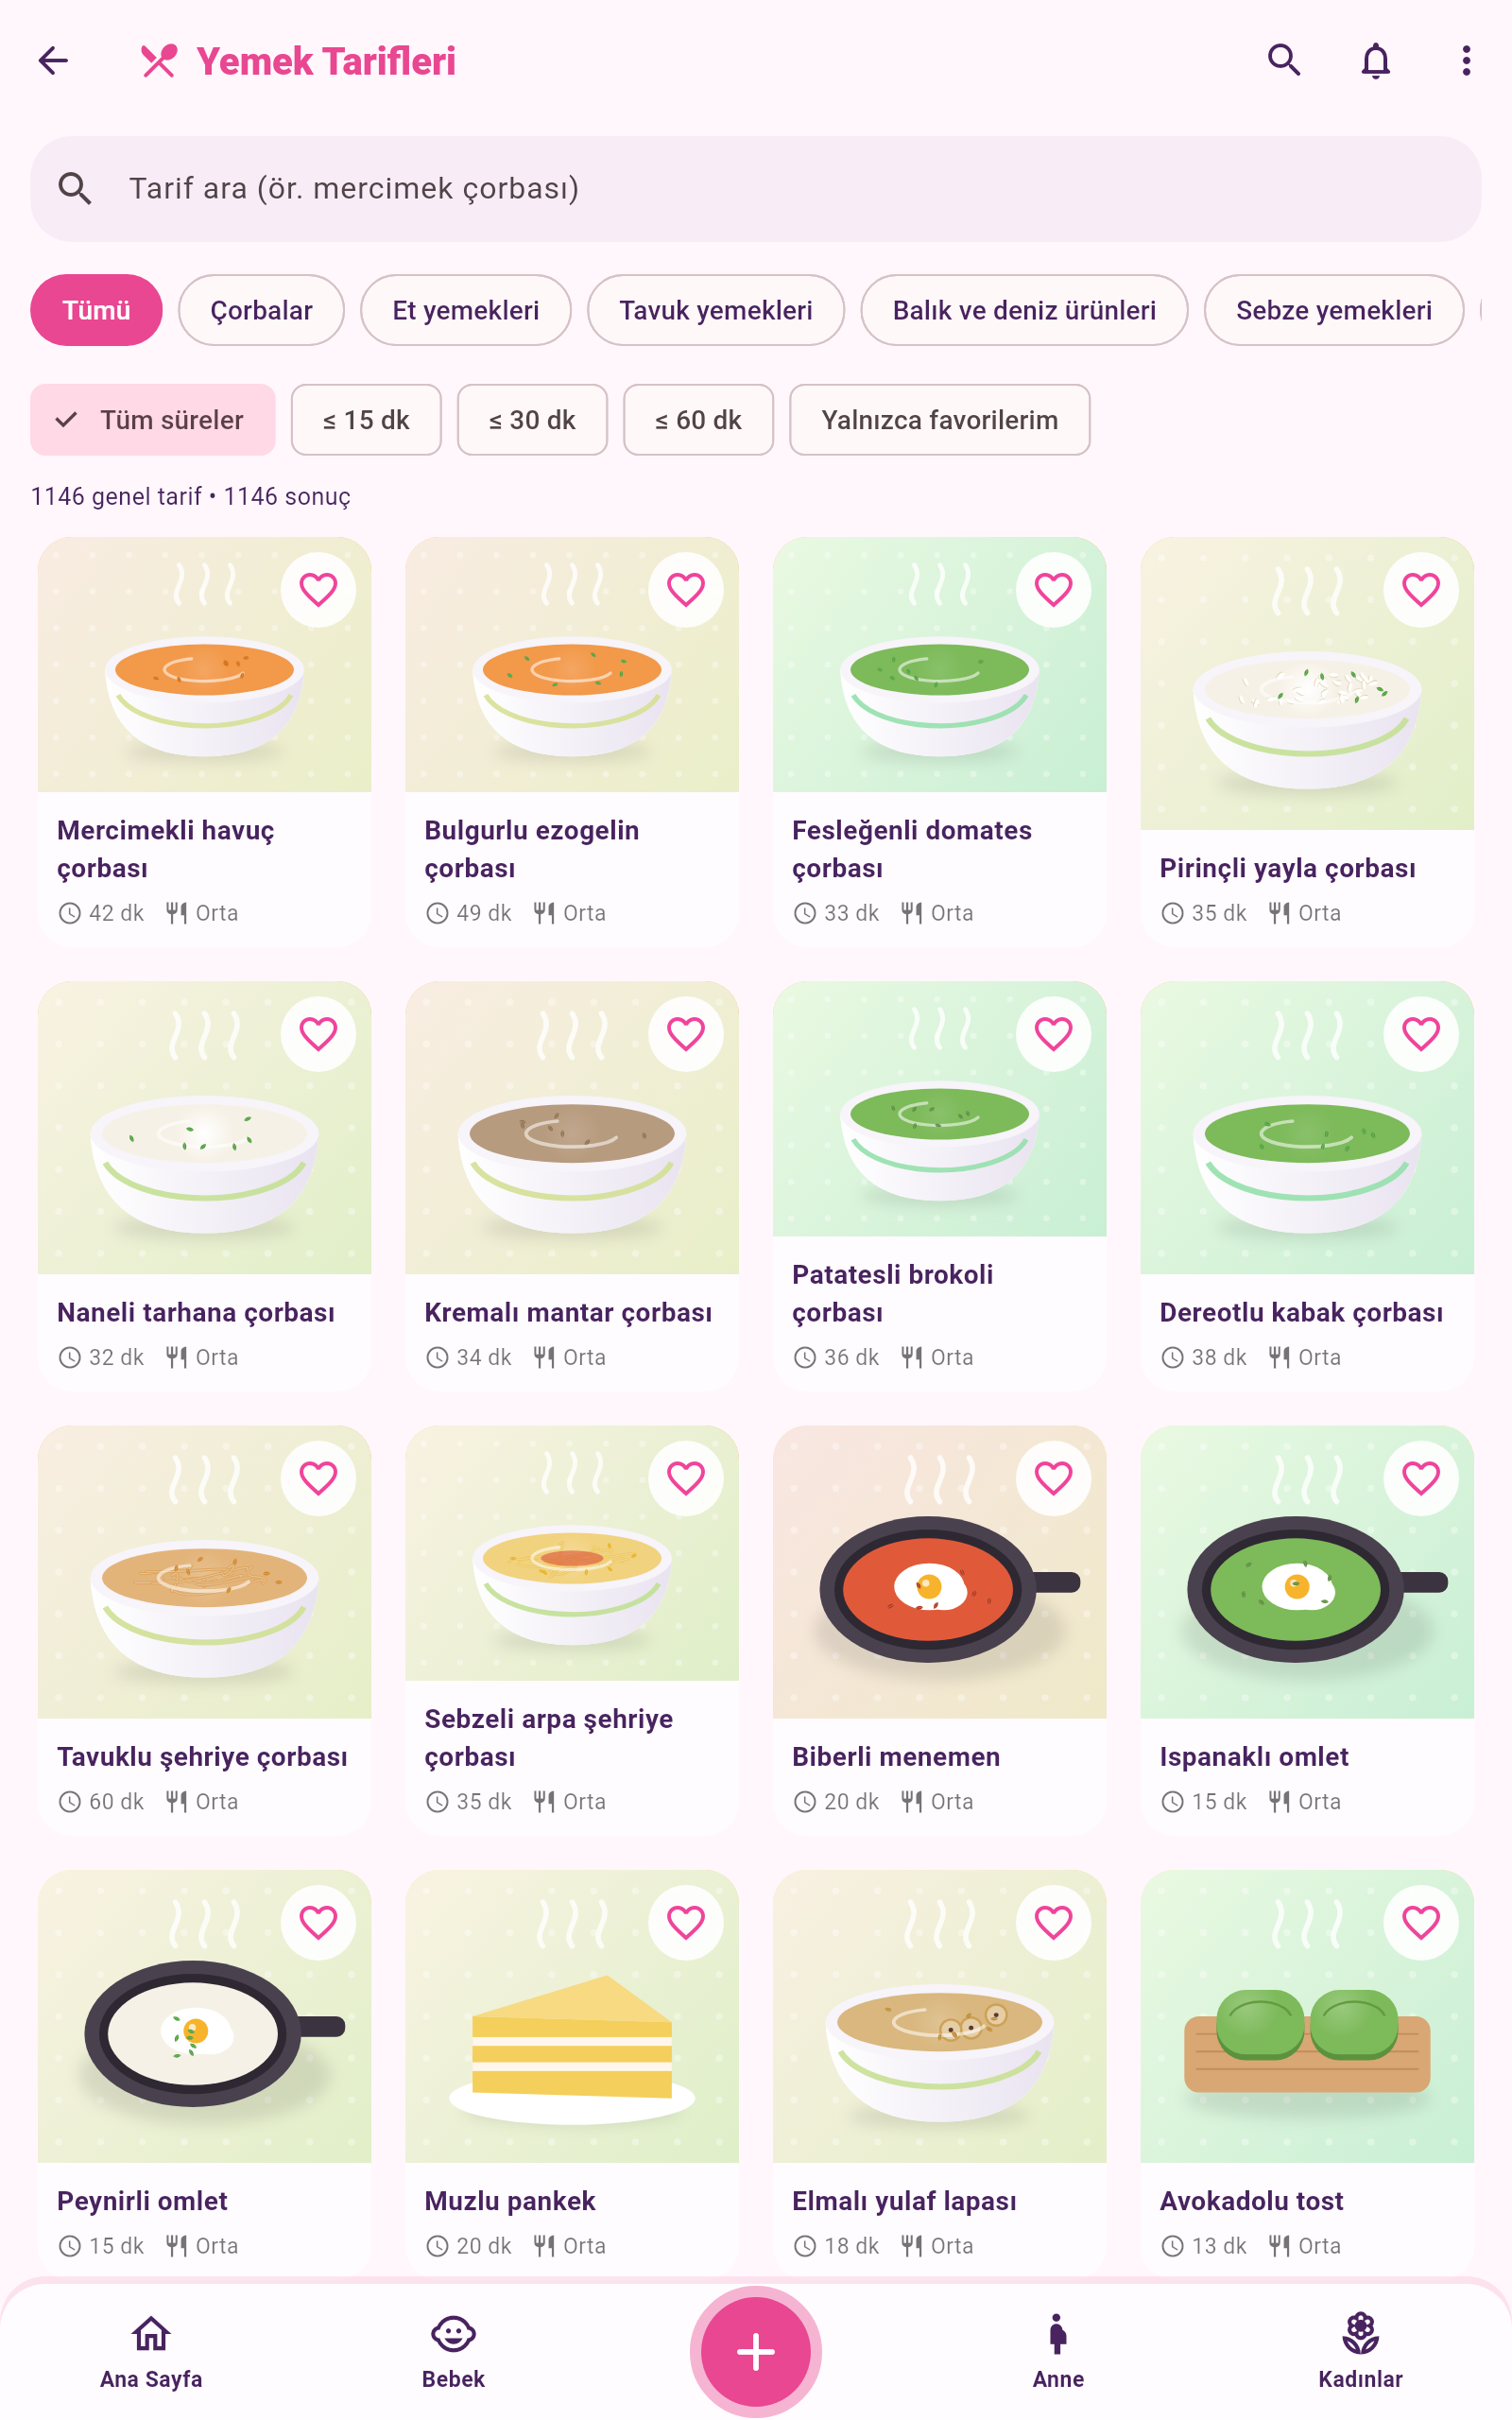 Yemek Tarifleri
Tarif ara (ör. mercimek çorbası)
Tümü
Çorbalar
Et yemekleri
Tavuk yemekleri
Balık ve deniz ürünleri
Sebze yemekleri
Tüm süreler
≤ 15 dk
≤ 30 dk
≤ 60 dk
Yalnızca favorilerim
1146 genel tarif • 1146 sonuç
Mercimekli havuç
çorbası
42 dk Orta
Bulgurlu ezogelin
çorbası
49 dk Orta
Fesleğenli domates
çorbası
33 dk Orta
Pirinçli yayla çorbası
35 dk Orta
Naneli tarhana çorbası
32 dk Orta
Kremalı mantar çorbası
34 dk Orta
Patatesli brokoli
çorbası
36 dk Orta
Dereotlu kabak çorbası
38 dk Orta
Tavuklu şehriye çorbası
60 dk Orta
Sebzeli arpa şehriye
çorbası
35 dk Orta
Biberli menemen
20 dk Orta
Ispanaklı omlet
15 dk Orta
Peynirli omlet
15 dk Orta
Muzlu pankek
20 dk Orta
Elmalı yulaf lapası
18 dk Orta
Avokadolu tost
13 dk Orta
Ana Sayfa
Bebek
Anne
Kadınlar